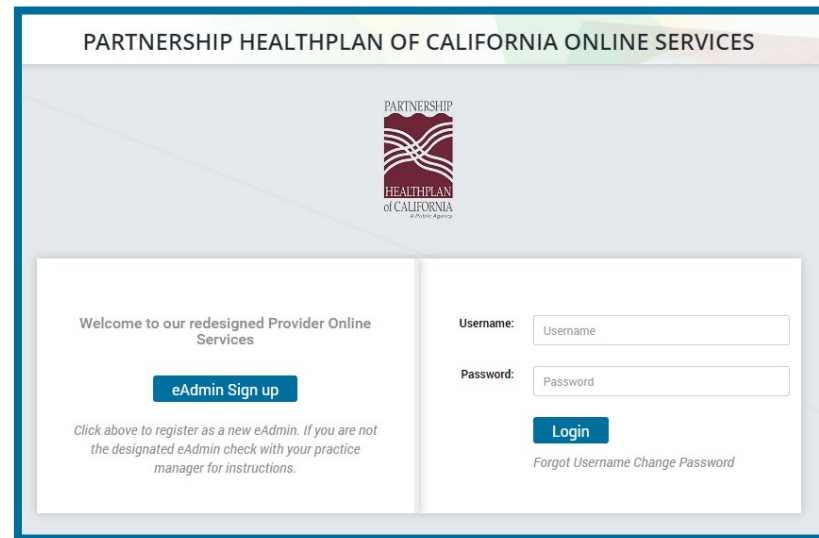 PARTNERSHIP HEALTHPLAN OF CALIFORNIA ONLINE SERVICES
PARTNERSHIP
HEALTHPLAN
of CALIFORNIA
A Public Agency
Welcome to our redesigned Provider Online
Services
eAdmin Sign up
Click above to register as a new eAdmin. If you are not
the designated eAdmin check with your practice
manager for instructions.
Username:
Username
Password:
Password
Login
Forgot Username Change Password